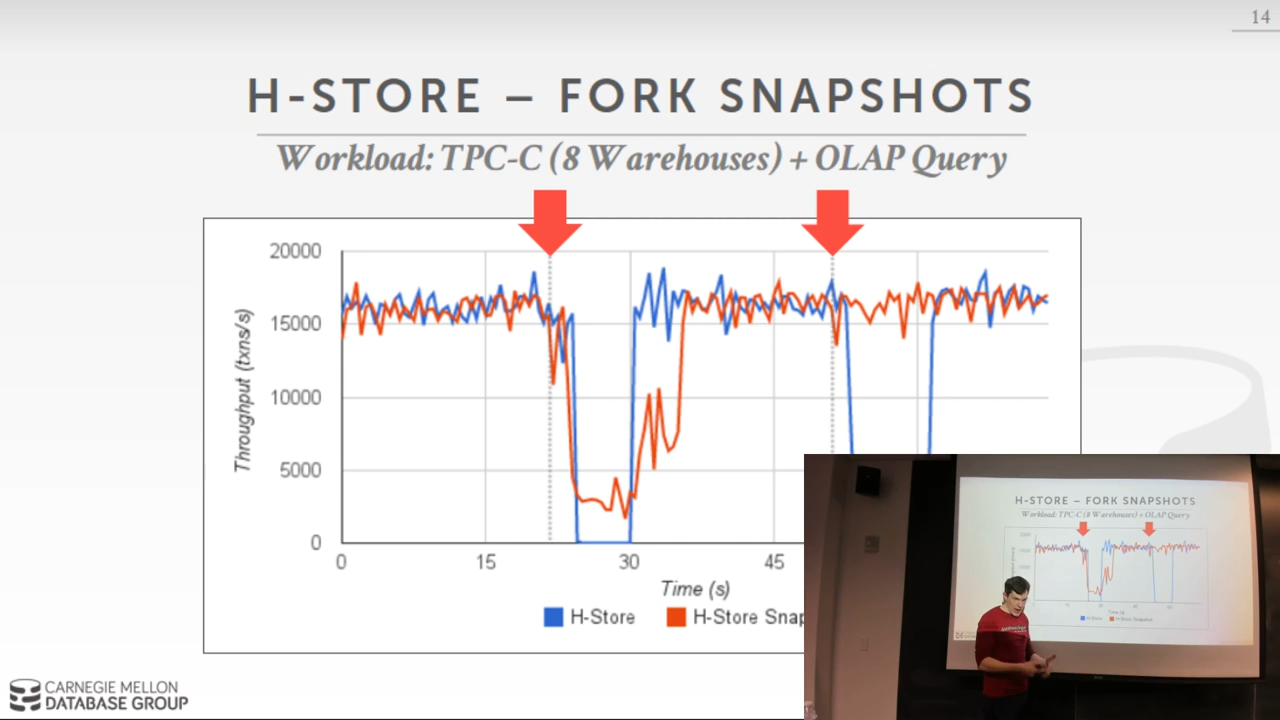 14
H-STORE – FORK SNAPSHOTS
Workload: TPC-C (8 Warehouses) + OLAP Query
20000
15000
10000
5000
0
Throughput (txns/s)
0 15 30 45
Time (s)
H-Store H-Store Snap
CARNEGIE MELLON
DATABASE GROUP
H-STORE – FORK SNAPSHOTS
Workload: TPC-C (8 Warehouses) + OLAP Query